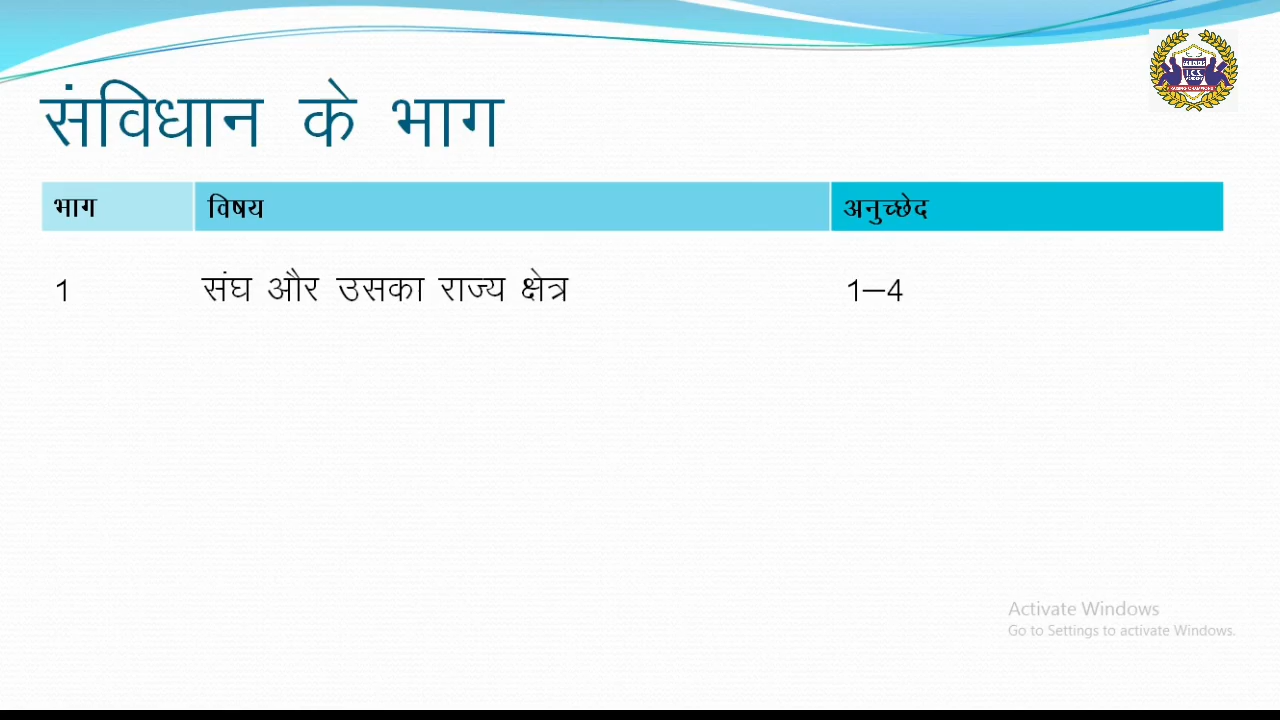 संविधान के भाग
भाग विषय अनुच्छेद
1 संघ और उसका राज्य क्षेत्र 1–4
I.C.S.
Activate Windows
Go to Settings to activate Windows.